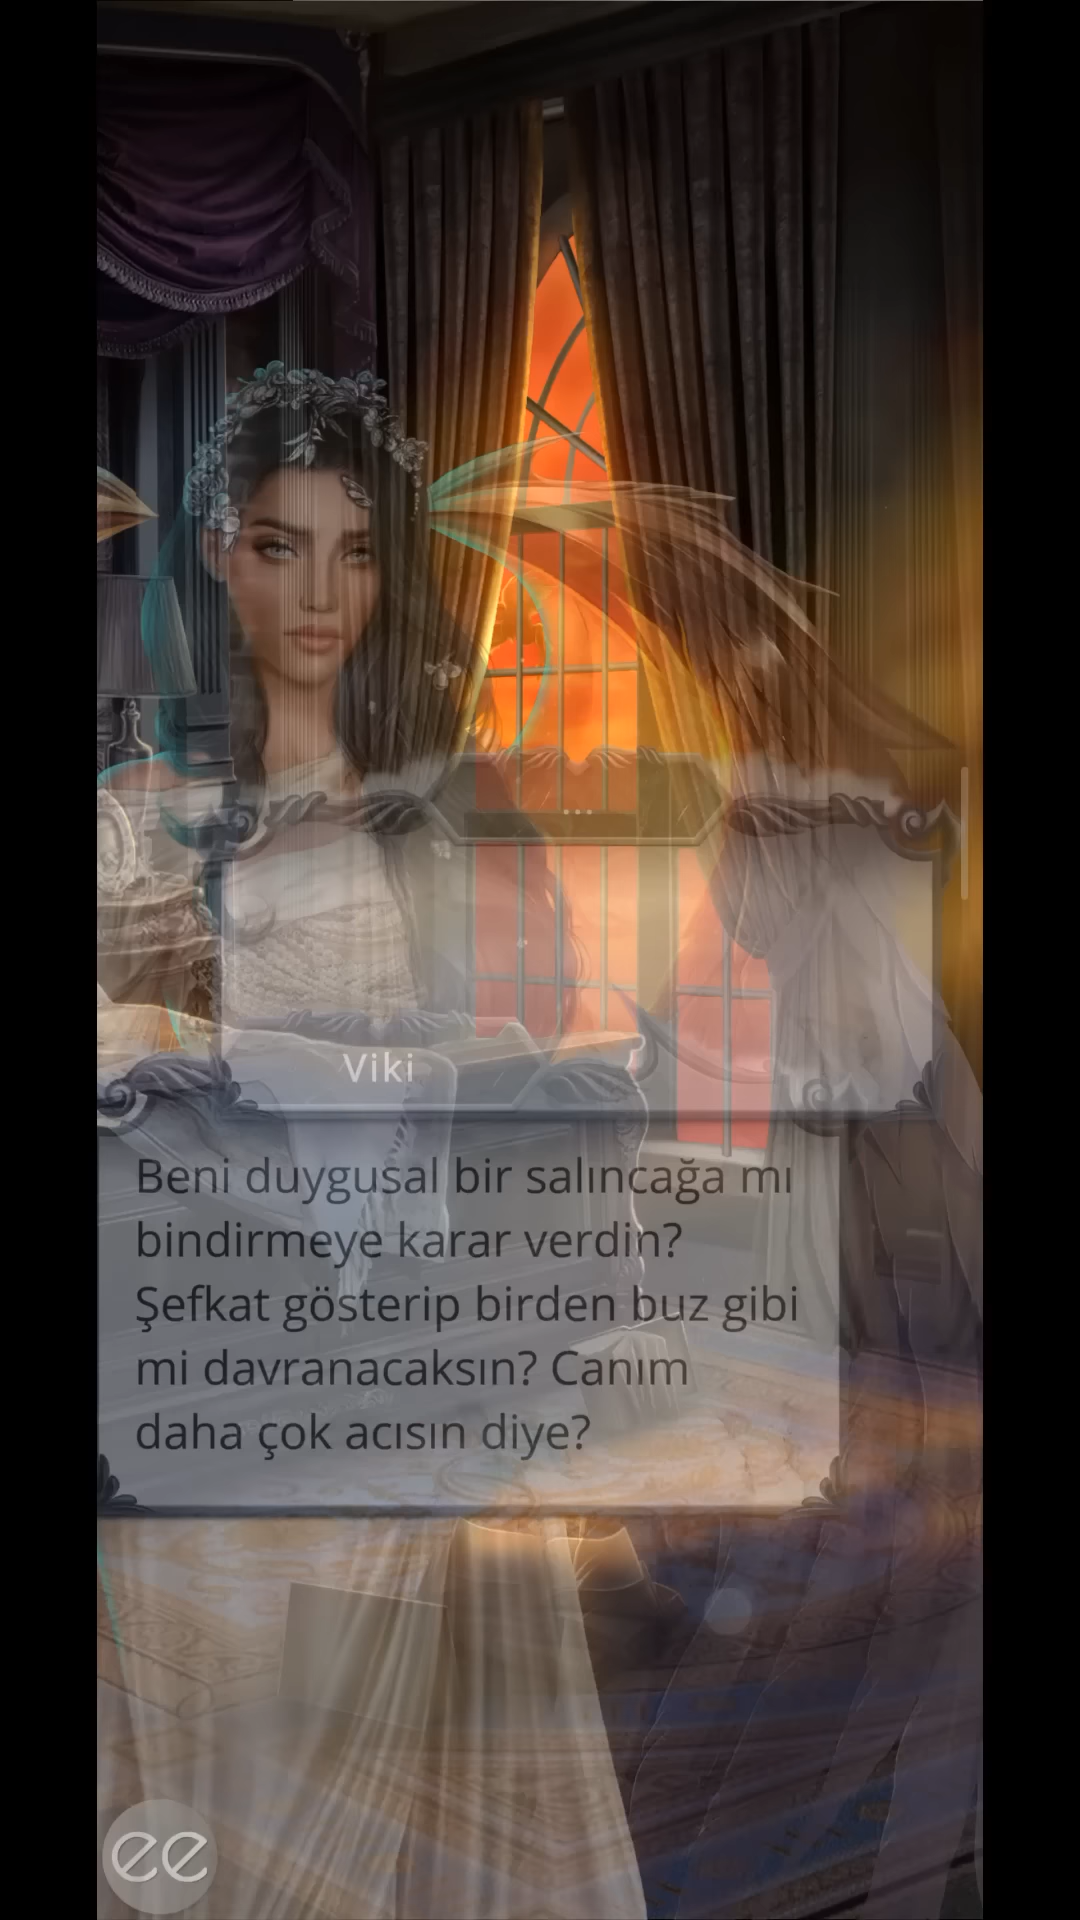 ...
Viki
Beni duygusal bir salıncağa mı
bindirmeye karar verdin?
Şefkat gösterip birden buz gibi
mi davranacaksın? Canım
daha çok acısın diye?
ee